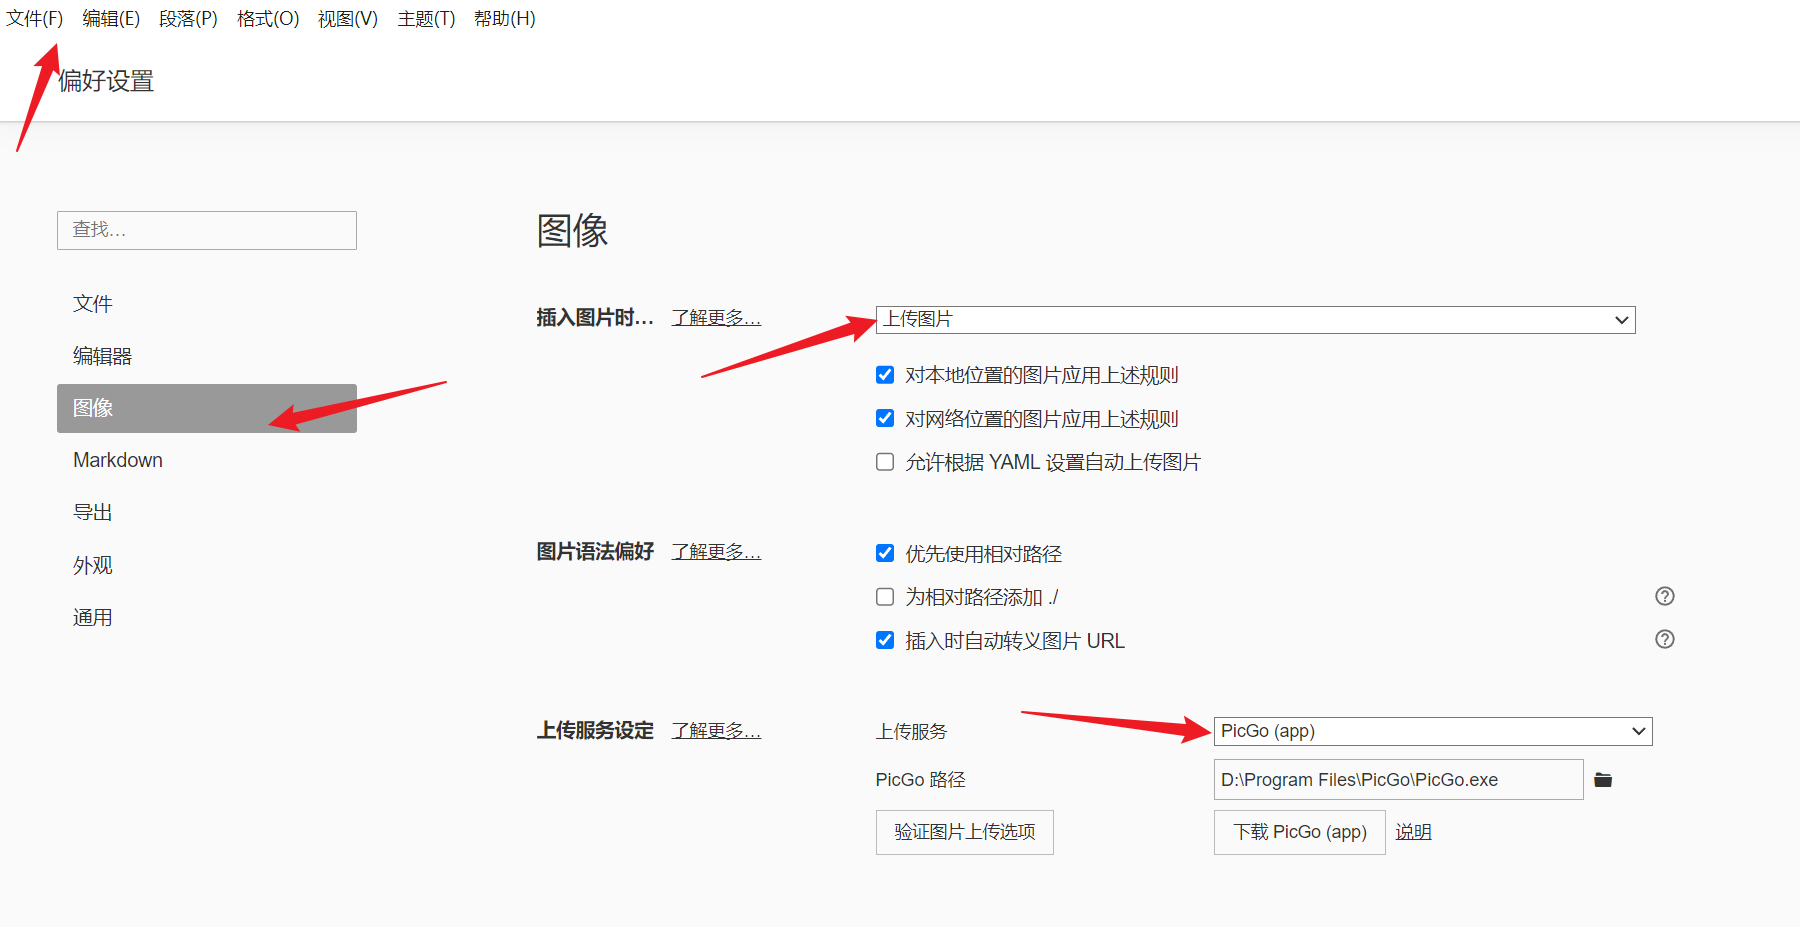 文件(F) 编辑(E) 段落(P) 格式(O) 视图(V) 主题(T) 帮助(H)
偏好设置
查找...
文件
编辑器
图像
Markdown
导出
外观
通用
图像
插入图片时... 了解更多... 上传图片
对本地位置的图片应用上述规则
对网络位置的图片应用上述规则
允许根据 YAML 设置自动上传图片
图片语法偏好 了解更多... 优先使用相对路径
为相对路径添加 ./
插入时自动转义图片 URL
上传服务设定 了解更多... 上传服务 PicGo (app)
PicGo 路径 D:\Program Files\PicGo\PicGo.exe
验证图片上传选项 下载 PicGo (app) 说明